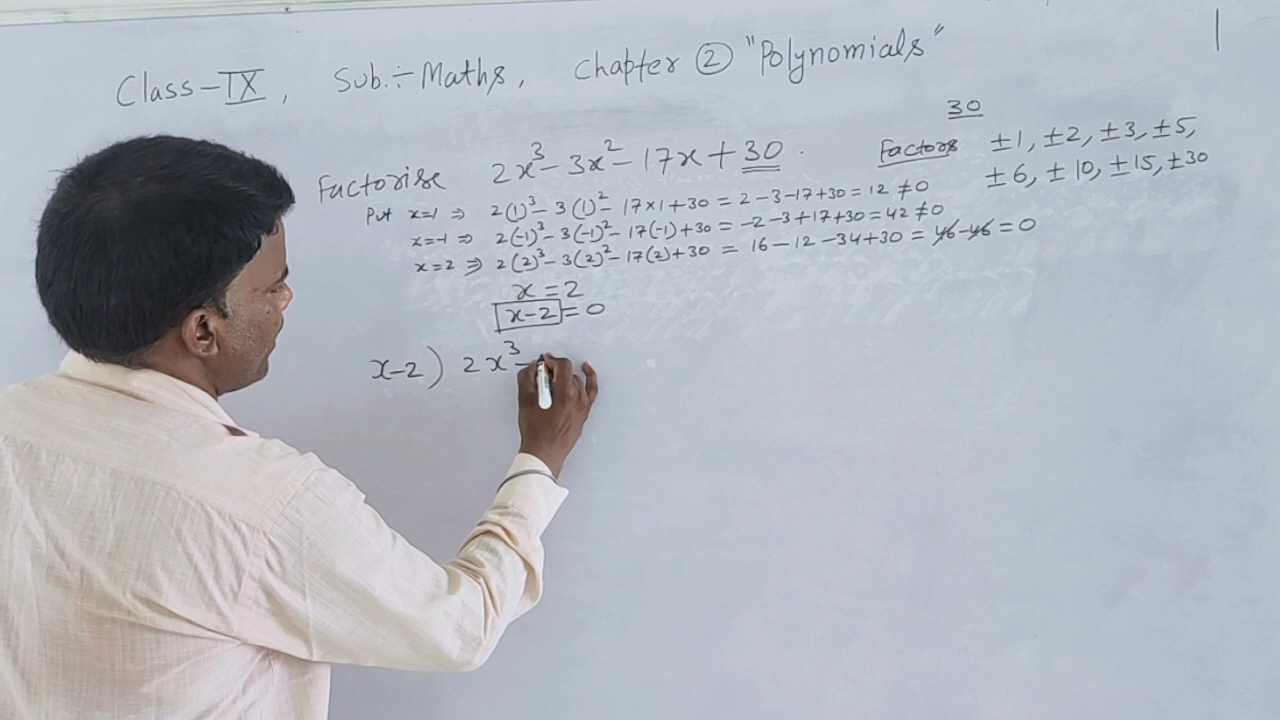 Class-IX, Sub.÷Maths, Chapter ② "Polynomials"
30
Factorise 2x³-3x²-17x+30.
Factors ±1, ±2, ±3, ±5,
±6, ±10, ±15, ±30
Put x=1 ⇒ 2(1)³-3(1)²-17×1+30 = 2-3-17+30 = 12 ≠0
x=-1 ⇒ 2(-1)³-3(-1)²-17(-1)+30 = -2-3+17+30 = 42 ≠0
x=2 ⇒ 2(2)³-3(2)²-17(2)+30 = 16-12-34+30 = 46-46 = 0
x=2
x-2=0
x-2) 2x³-